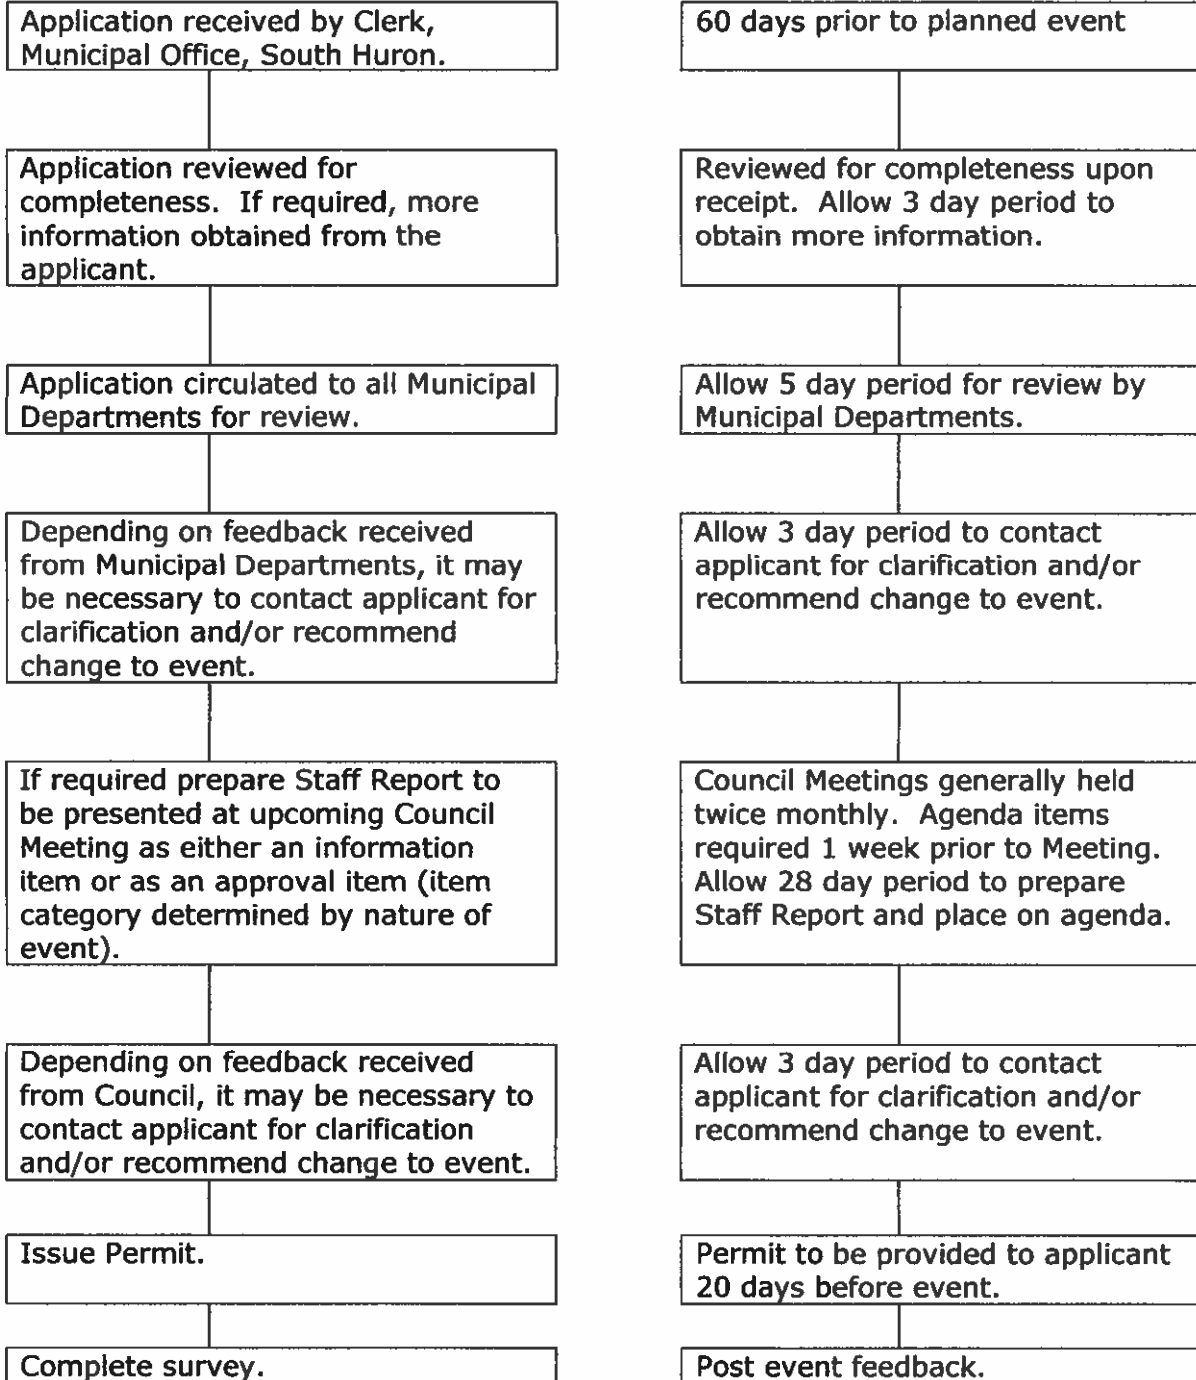 Application received by Clerk,
Municipal Office, South Huron.
60 days prior to planned event
Application reviewed for
completeness. If required, more
information obtained from the
applicant.
Reviewed for completeness upon
receipt. Allow 3 day period to
obtain more information.
Application circulated to all Municipal
Departments for review.
Allow 5 day period for review by
Municipal Departments.
Depending on feedback received
from Municipal Departments, it may
be necessary to contact applicant for
clarification and/or recommend
change to event.
Allow 3 day period to contact
applicant for clarification and/or
recommend change to event.
If required prepare Staff Report to
be presented at upcoming Council
Meeting as either an information
item or as an approval item (item
category determined by nature of
event).
Council Meetings generally held
twice monthly. Agenda items
required 1 week prior to Meeting.
Allow 28 day period to prepare
Staff Report and place on agenda.
Depending on feedback received
from Council, it may be necessary to
contact applicant for clarification
and/or recommend change to event.
Allow 3 day period to contact
applicant for clarification and/or
recommend change to event.
Issue Permit.
Permit to be provided to applicant
20 days before event.
Complete survey.
Post event feedback.